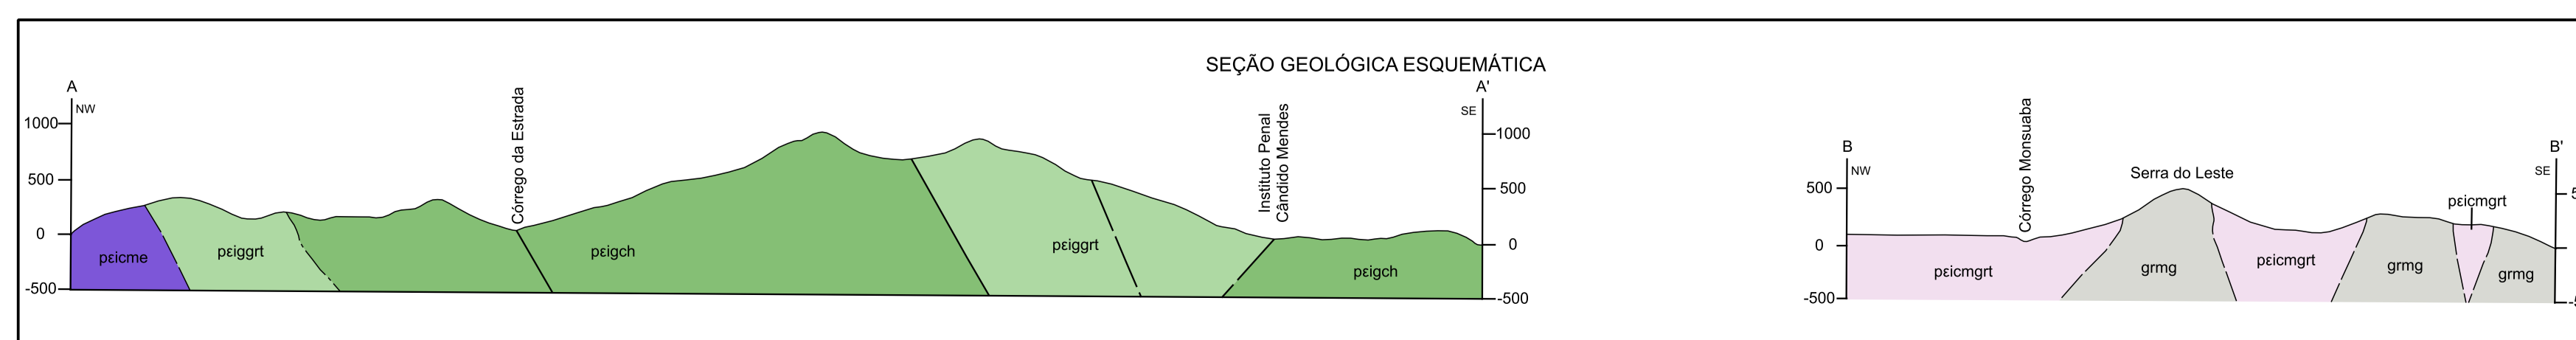 SEÇÃO GEOLÓGICA ESQUEMÁTICA
A
NW
1000
500
0
-500
pεicme
pεiggrt
Córrego da Estrada
pεigch
pεiggrt
Instituto Penal
Cândido Mendes
pεigch
A'
SE
1000
500
0
-500
B
NW
500
0
-500
pεicmgrt
Córrego Monsuaba
Serra do Leste
grmg
pεicmgrt
grmg
pεicmgrt
grmg
B'
SE